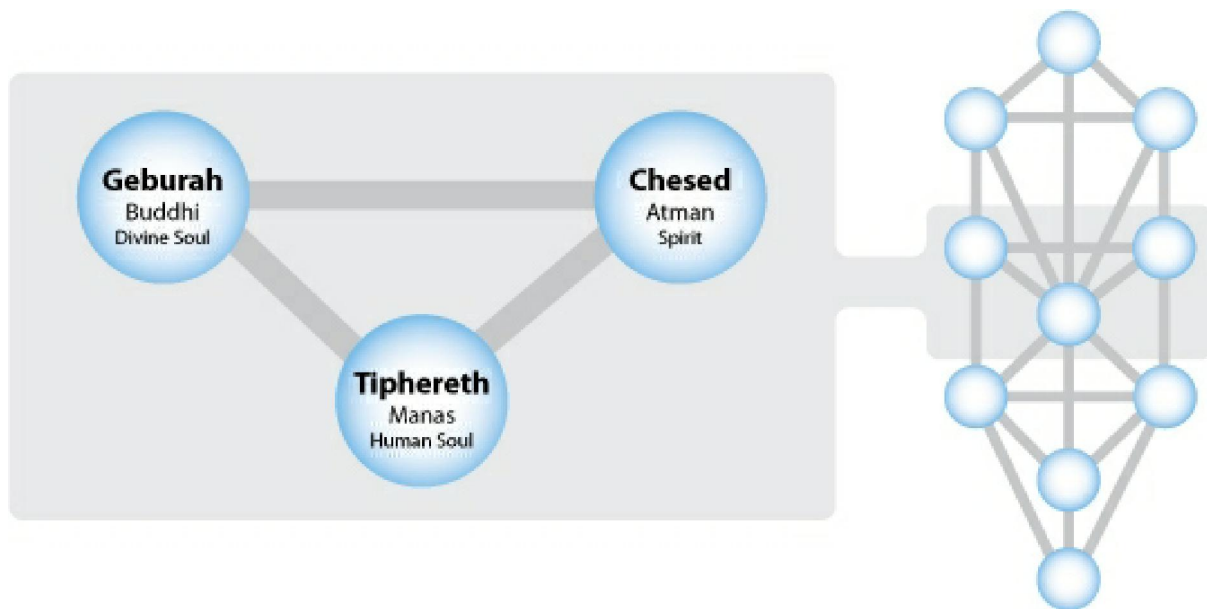 Geburah
Buddhi
Divine Soul
Chesed
Atman
Spirit
Tiphereth
Manas
Human Soul